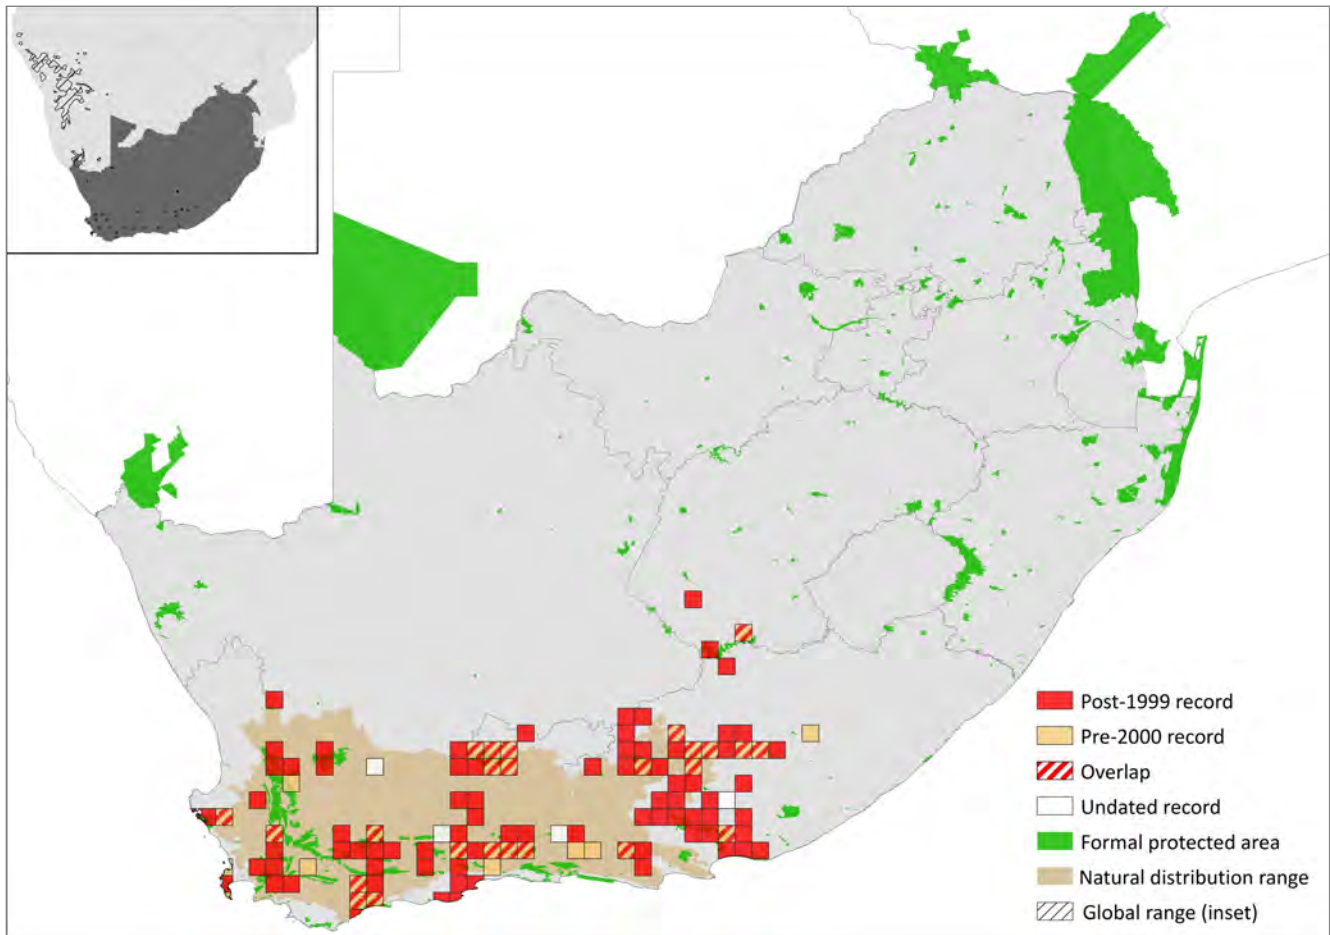 Post-1999 record
Pre-2000 record
Overlap
Undated record
Formal protected area
Natural distribution range
Global range (inset)